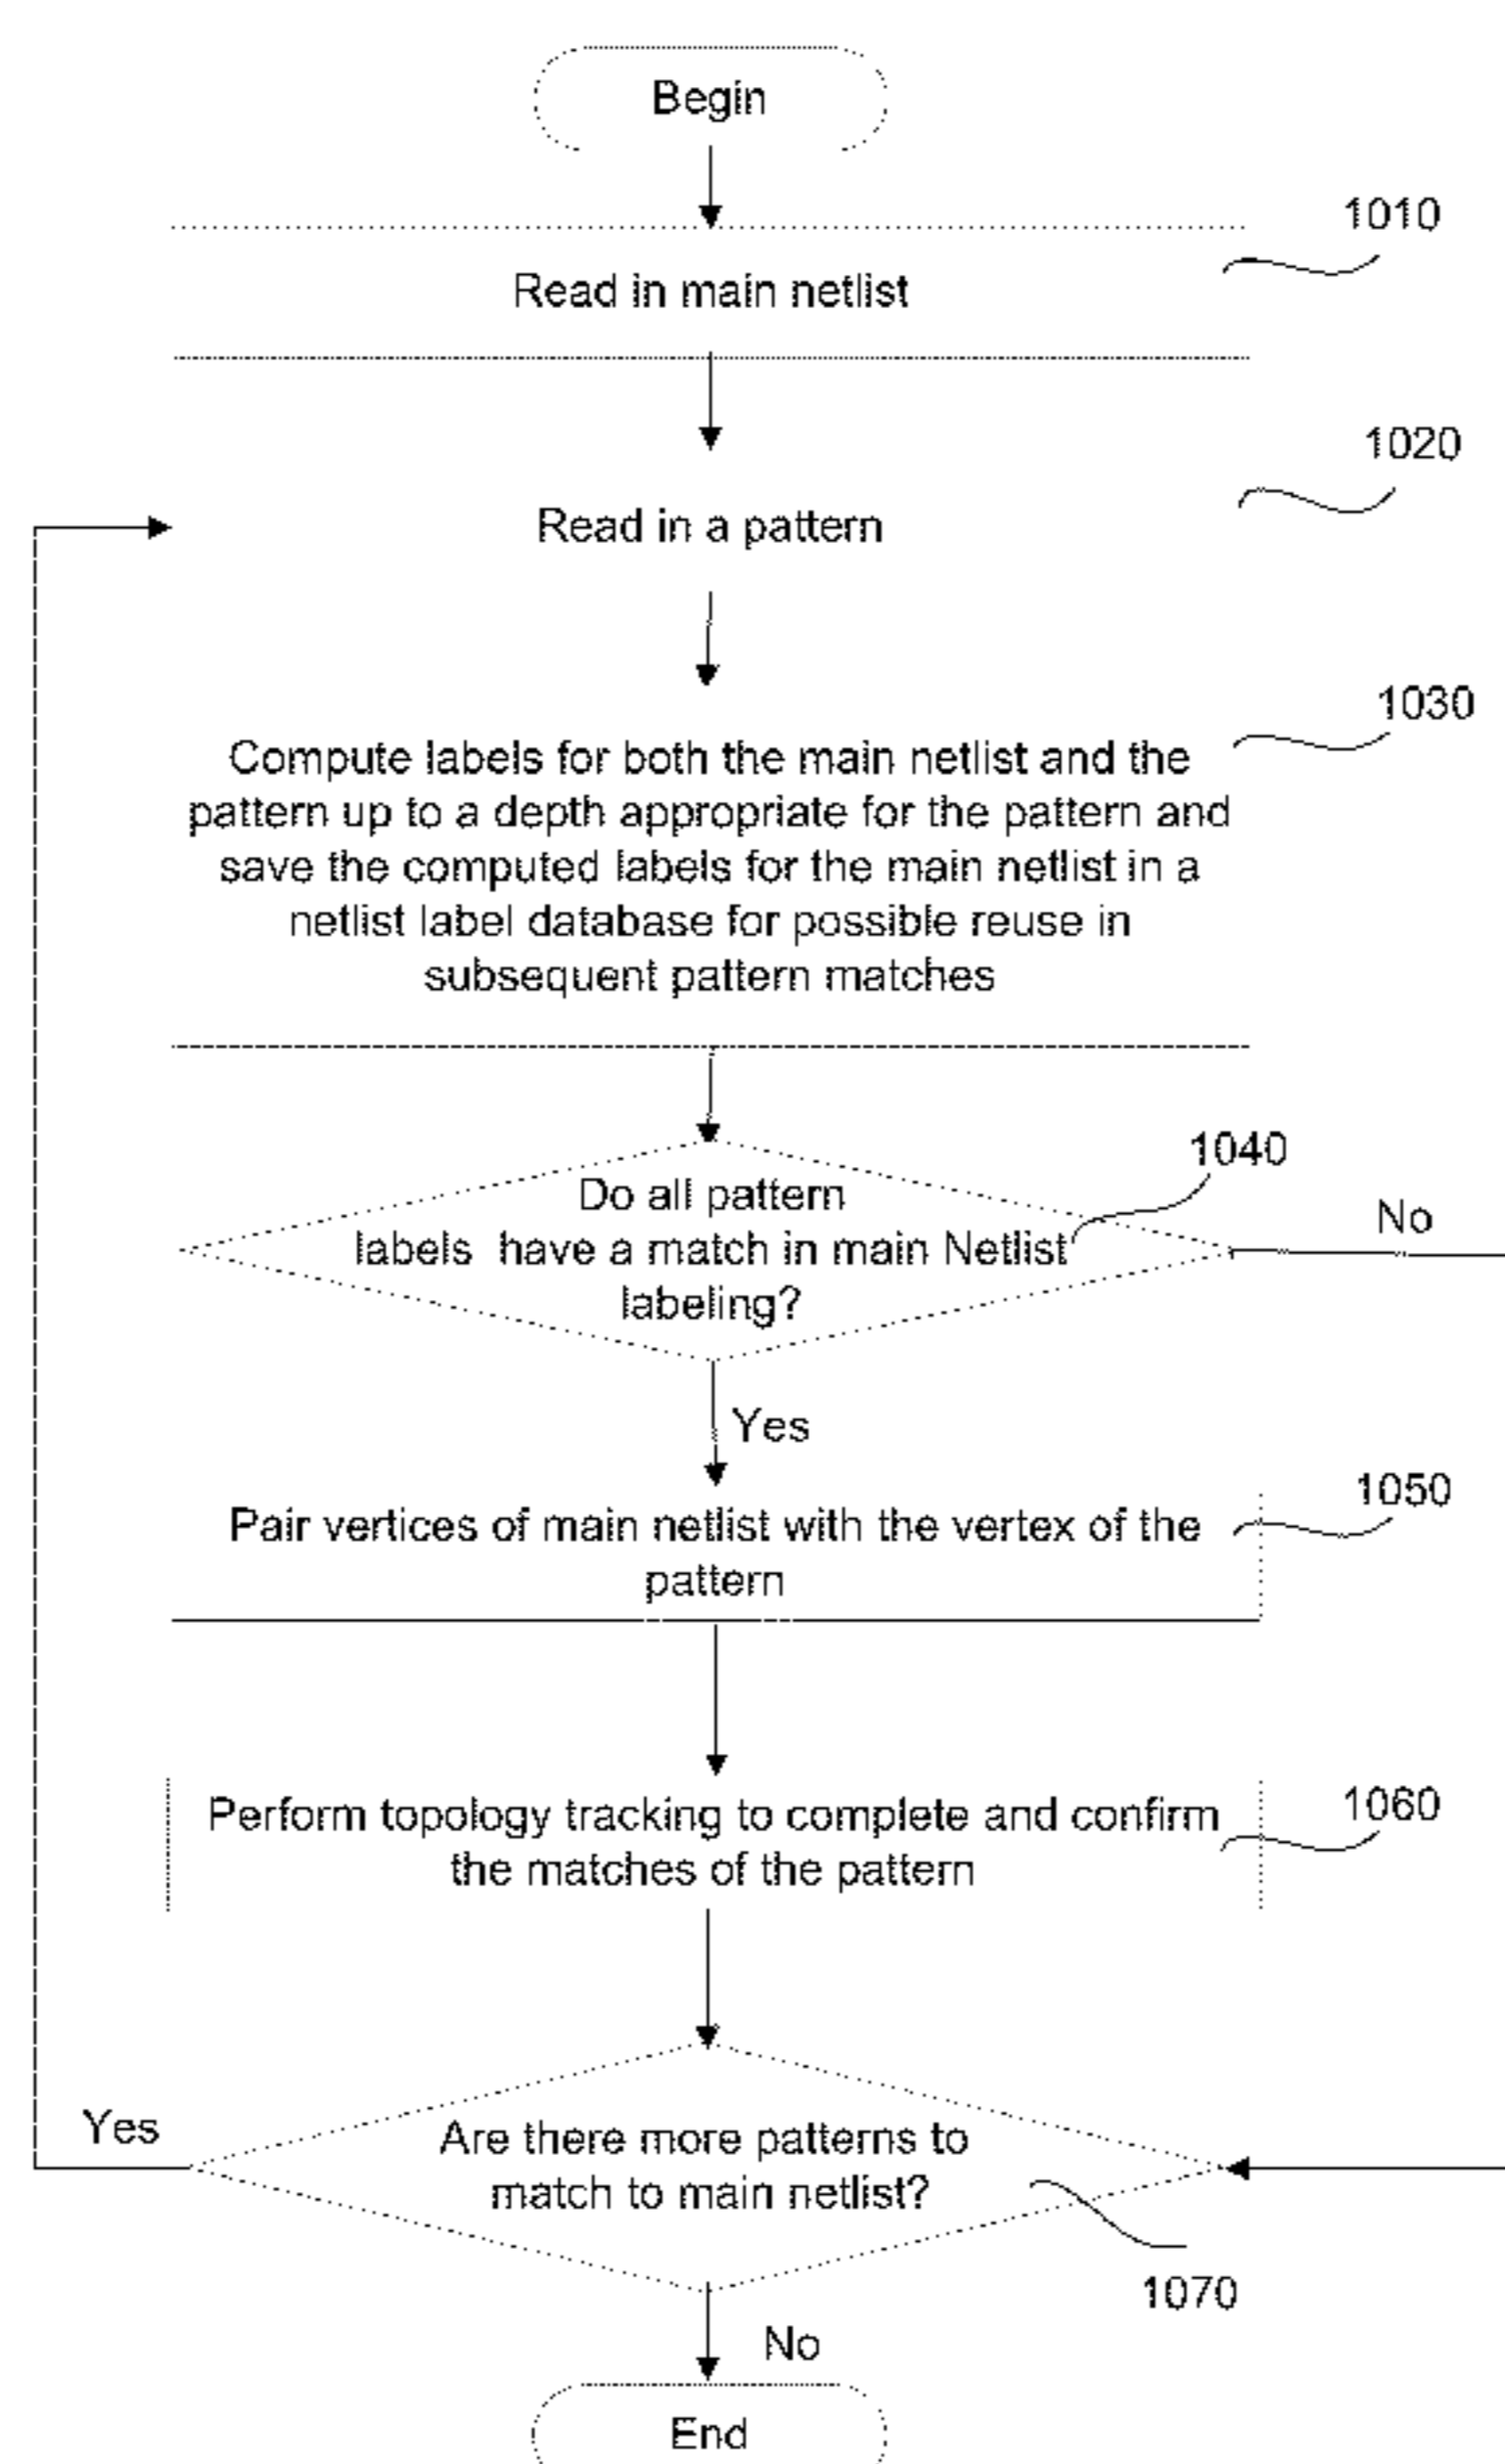 Begin
1010
Read in main netlist
1020
Read in a pattern
1030
Compute labels for both the main netlist and the
pattern up to a depth appropriate for the pattern and
save the computed labels for the main netlist in a
netlist label database for possible reuse in
subsequent pattern matches
1040
Do all pattern
labels have a match in main Netlist
labeling?
No
Yes
1050
Pair vertices of main netlist with the vertex of the
pattern
1060
Perform topology tracking to complete and confirm
the matches of the pattern
Yes
Are there more patterns to
match to main netlist?
1070
No
End